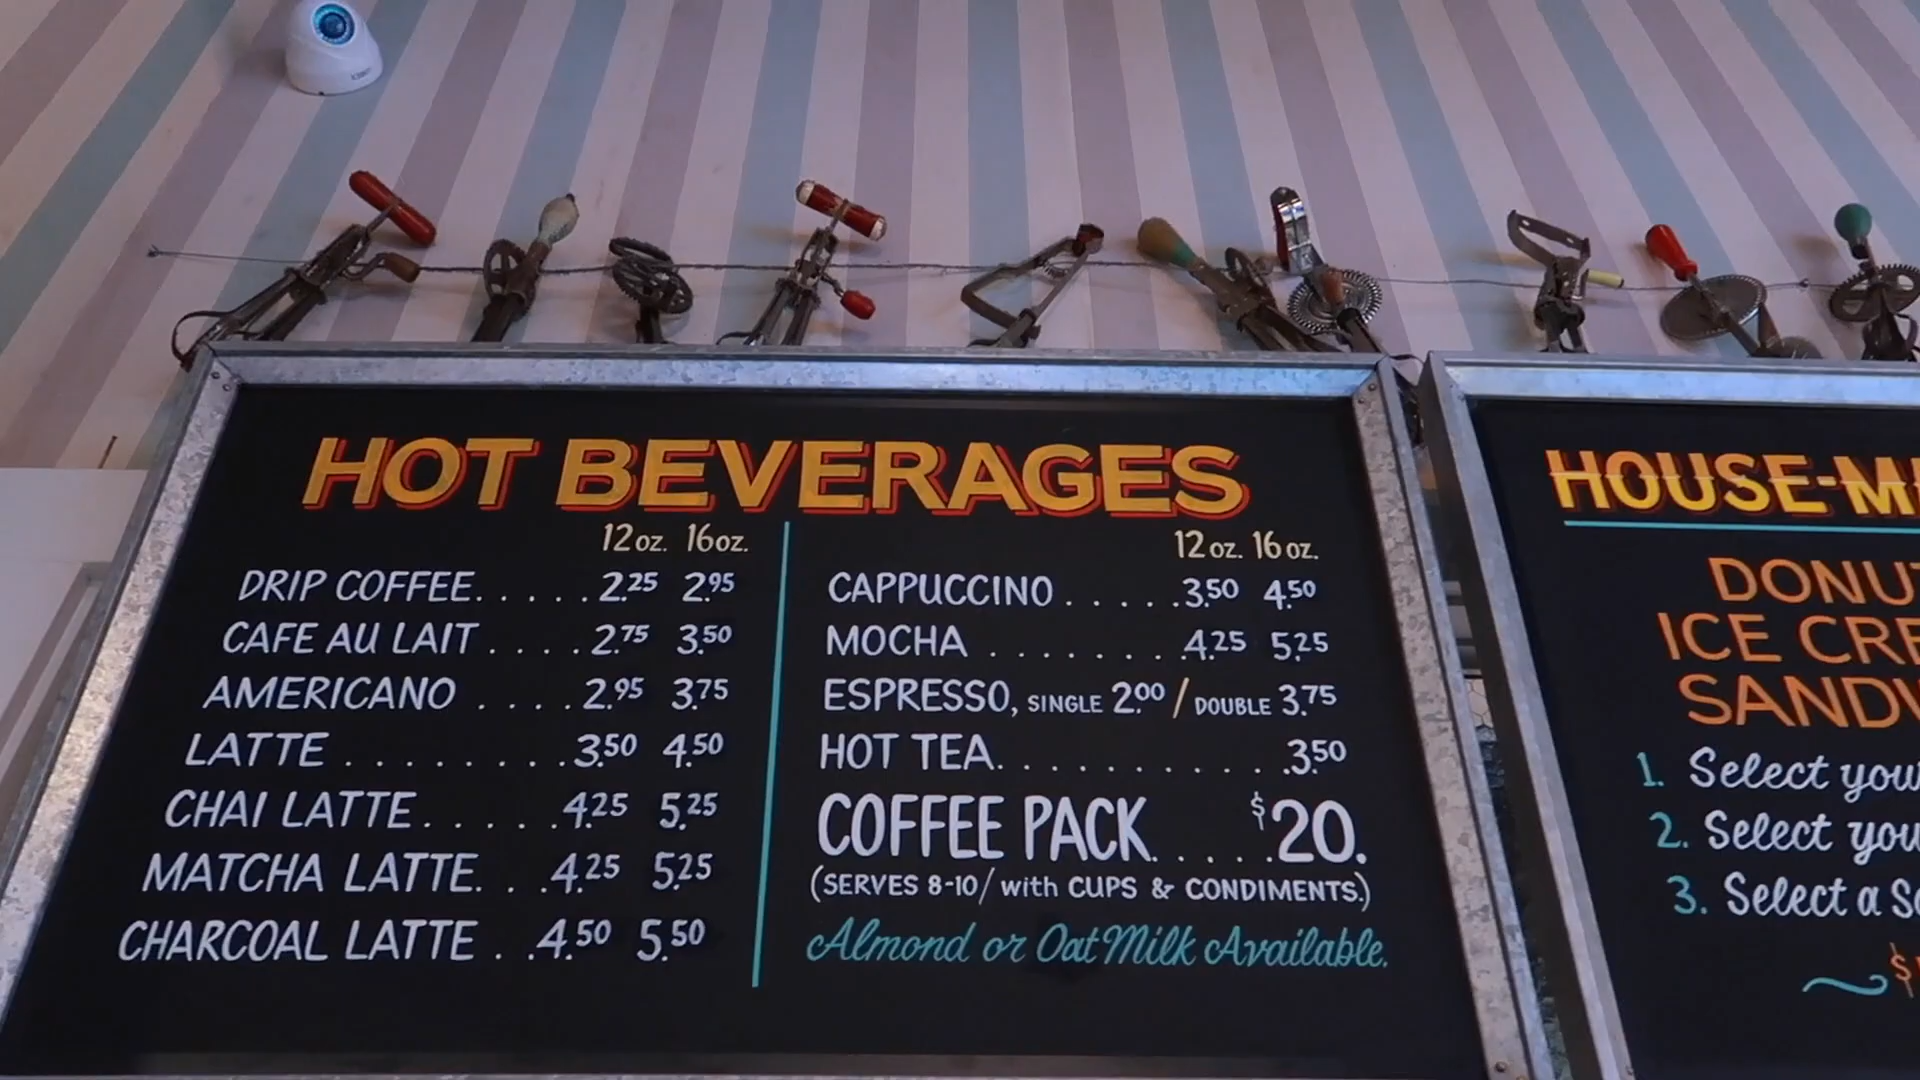 HOT BEVERAGES
12 oz. 16 oz.
DRIP COFFEE. . . . . . 2.25 2.95
CAFE AU LAIT . . . . 2.75 3.50
AMERICANO . . . . 2.95 3.75
LATTE . . . . . . . . . 3.50 4.50
CHAI LATTE. . . . . . 4.25 5.25
MATCHA LATTE. . . 4.25 5.25
CHARCOAL LATTE . . 4.50 5.50
12 oz. 16 oz.
CAPPUCCINO . . . . . . 3.50 4.50
MOCHA . . . . . . . . 4.25 5.25
ESPRESSO, SINGLE 2.00 / DOUBLE 3.75
HOT TEA. . . . . . . . . . . . 3.50
COFFEE PACK. . . . . $20.
(SERVES 8-10/ with CUPS & CONDIMENTS.)
Almond or Oat Milk Available.
HOUSE-M
DONU
ICE CRE
SANDW
1. Select you
2. Select you
3. Select a S
$